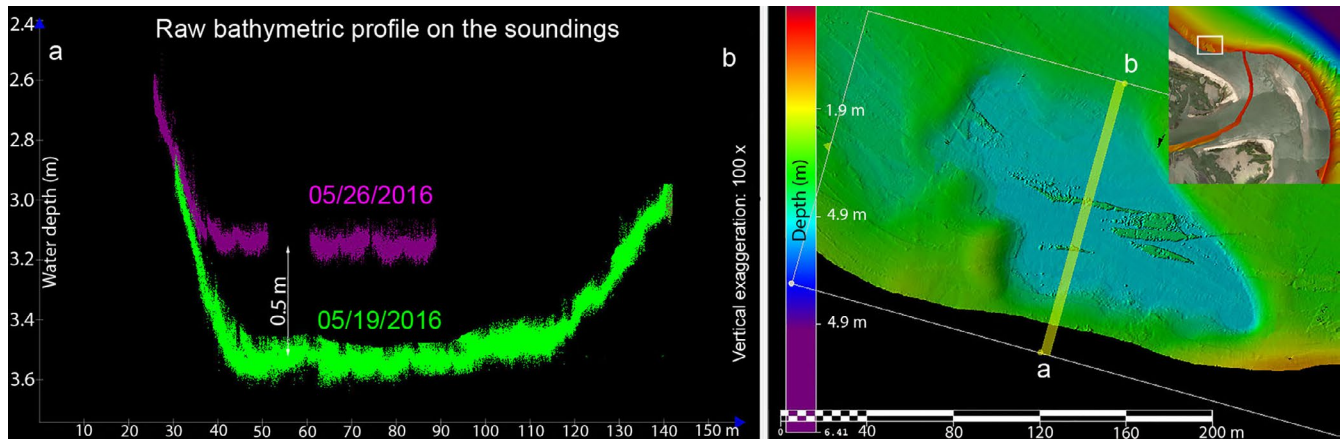 Raw bathymetric profile on the soundings
a
b
2.4
2.6
2.8
3.0
3.2
3.4
3.6
Water depth (m)
05/26/2016
0.5 m
05/19/2016
10 20 30 40 50 60 70 80 90 100 110 120 130 140 150 m
Vertical exaggeration: 100 x
1.9 m
4.9 m
4.9 m
Depth (m)
b
a
0 6.41 40 80 120 160 200 m